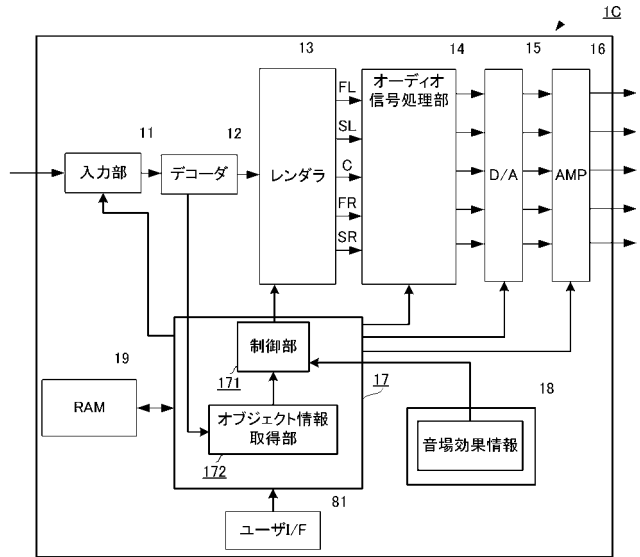 1C
13
14
15
16
オーディオ
信号処理部
FL
11
12
SL
入力部
デコーダ
レンダラ
C
D/A
AMP
FR
SR
19
制御部
171
17
18
RAM
オブジェクト情報
取得部
音場効果情報
172
81
ユーザI/F